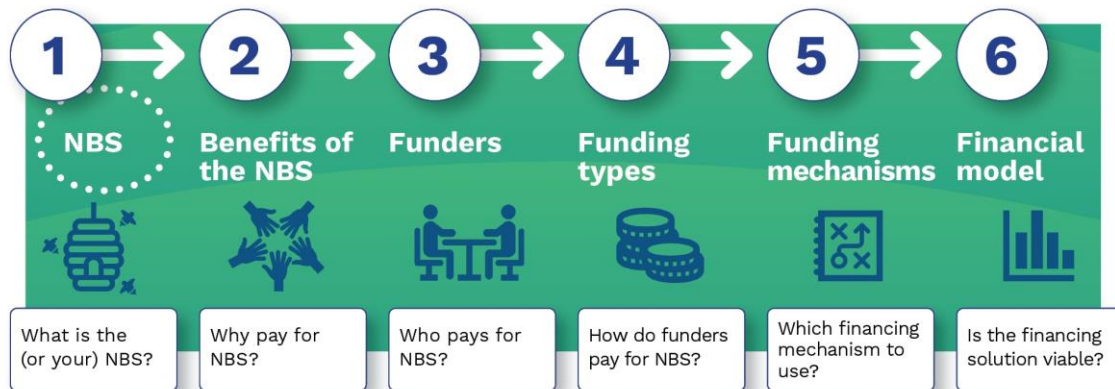 1
2
3
4
5
6
NBS
Benefits of
the NBS
Funders
Funding
types
Funding
mechanisms
Financial
model
What is the
(or your) NBS?
Why pay for
NBS?
Who pays for
NBS?
How do funders
pay for NBS?
Which financing
mechanism to
use?
Is the financing
solution viable?